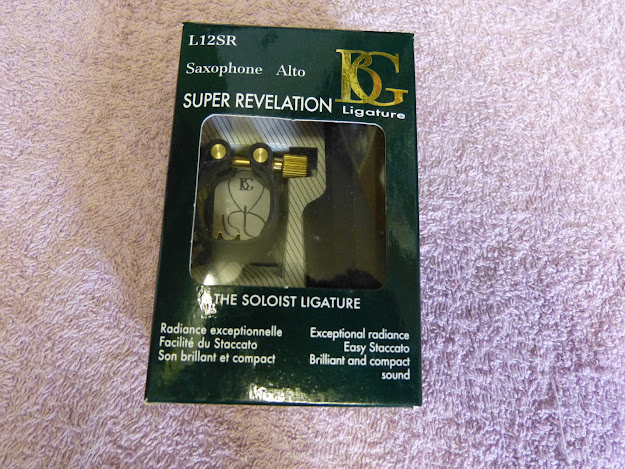 L12SR
Saxophone Alto
BG
Ligature
SUPER REVELATION
BG
THE SOLOIST LIGATURE
Radiance exceptionnelle
Facilité du Staccato
Son brillant et compact
Exceptional radiance
Easy Staccato
Brilliant and compact
sound